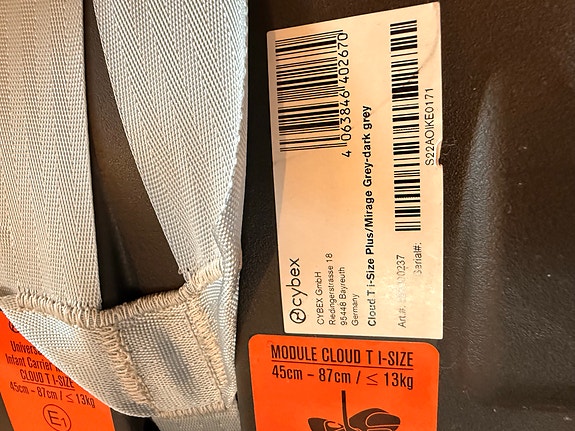 4 063846 402670
S22AOIKE0171
cybex
CYBEX GmbH
Riedingerstrasse 18
95448 Bayreuth
Germany
Cloud T i-Size Plus/Mirage Grey-dark grey
Art.#:
Serial#:
MODULE CLOUD T I-SIZE
45cm – 87cm / ≤ 13kg
Infant Carrier
CLOUD T I-SIZE
45cm – 87cm / ≤ 13kg
E1